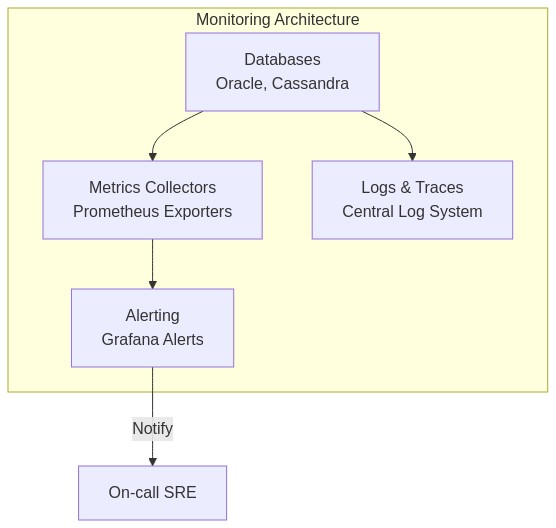 Monitoring Architecture
Databases
Oracle, Cassandra
Metrics Collectors
Prometheus Exporters
Logs & Traces
Central Log System
Alerting
Grafana Alerts
Notify
On-call SRE